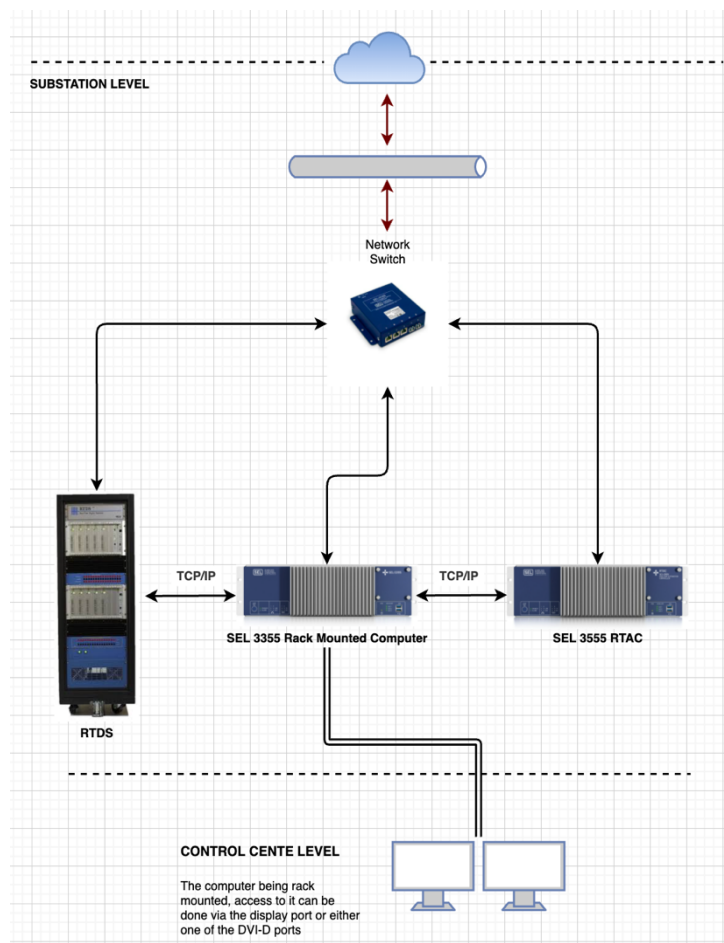 SUBSTATION LEVEL
Network
Switch
TCP/IP
TCP/IP
SEL 3355 Rack Mounted Computer
SEL 3555 RTAC
RTDS
CONTROL CENTE LEVEL
The computer being rack
mounted, access to it can be
done via the display port or either
one of the DVI-D ports